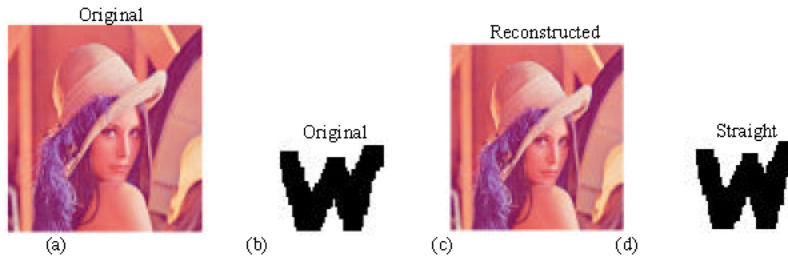 Original
Original
W
Reconstructed
Straight
W
(a)
(b)
(c)
(d)